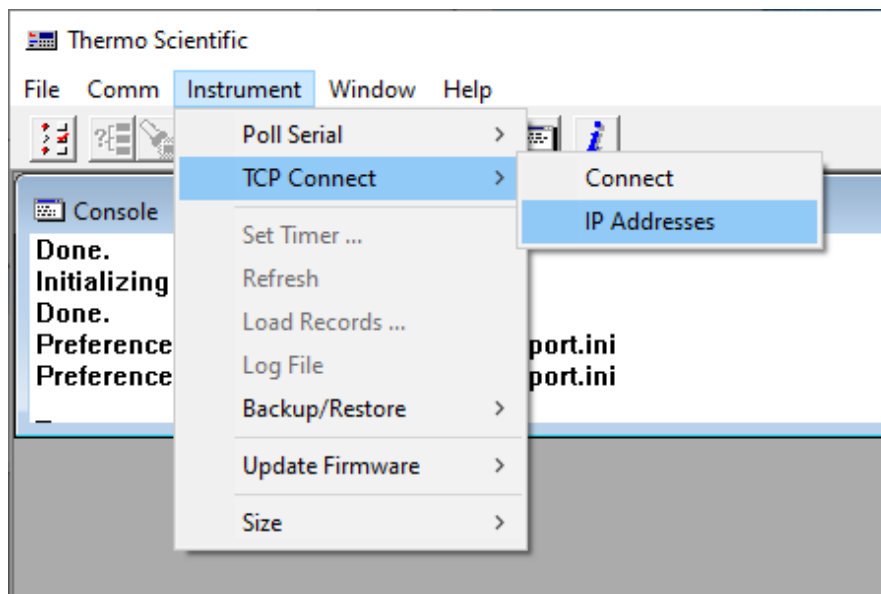 Thermo Scientific
File Comm Instrument Window Help
Poll Serial
TCP Connect
Connect
IP Addresses
Set Timer ...
Refresh
Load Records ...
Log File
Backup/Restore
Update Firmware
Size
Console
Done.
Initializing
Done.
Preference port.ini
Preference port.ini